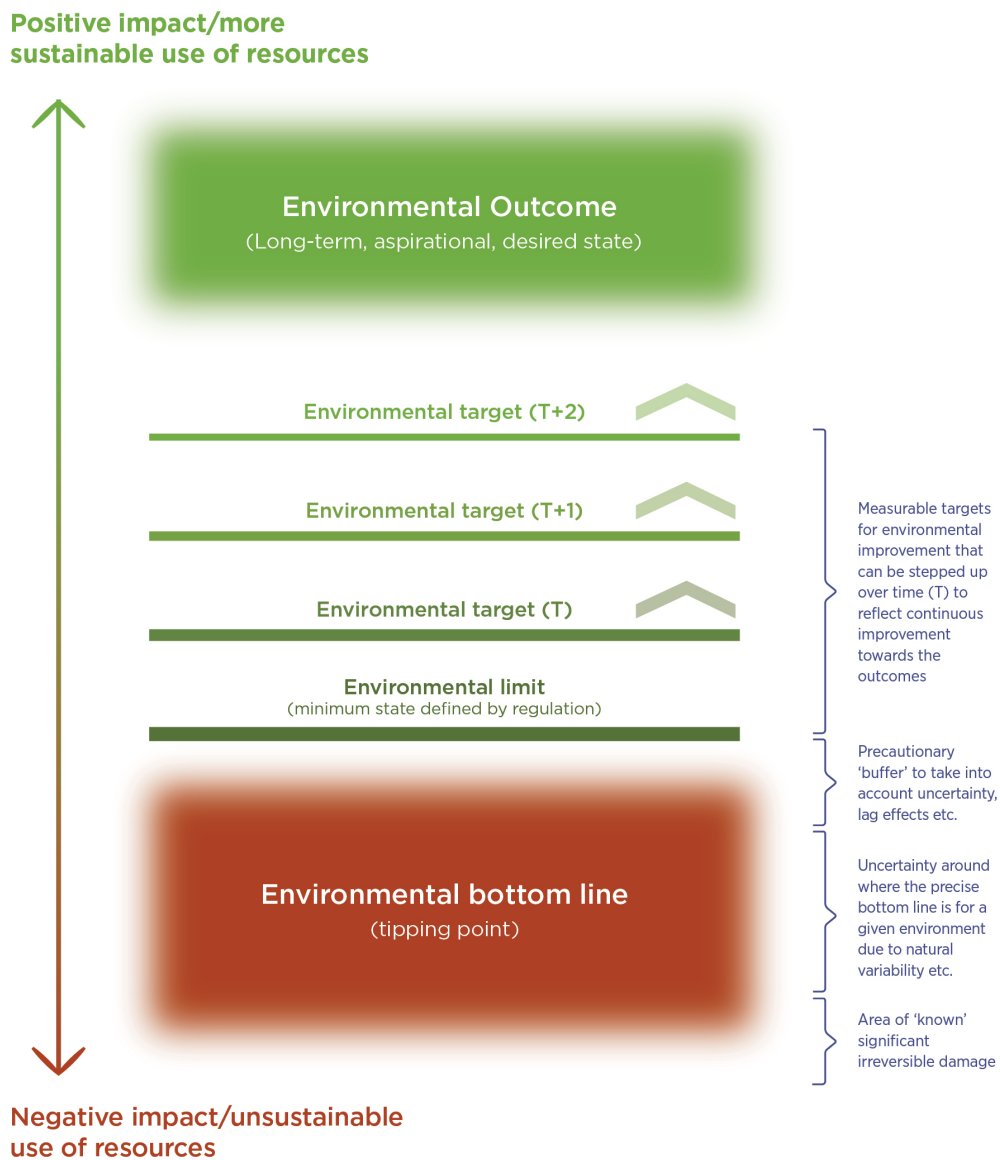 Positive impact/more
sustainable use of resources
Environmental Outcome
(Long-term, aspirational, desired state)
Environmental target (T+2)
Environmental target (T+1)
Environmental target (T)
Environmental limit
(minimum state defined by regulation)
Environmental bottom line
(tipping point)
Measurable targets
for environmental
improvement that
can be stepped up
over time (T) to
reflect continuous
improvement
towards the
outcomes
Precautionary
‘buffer’ to take into
account uncertainty,
lag effects etc.
Uncertainty around
where the precise
bottom line is for a
given environment
due to natural
variability etc.
Area of ‘known’
significant
irreversible damage
Negative impact/unsustainable
use of resources